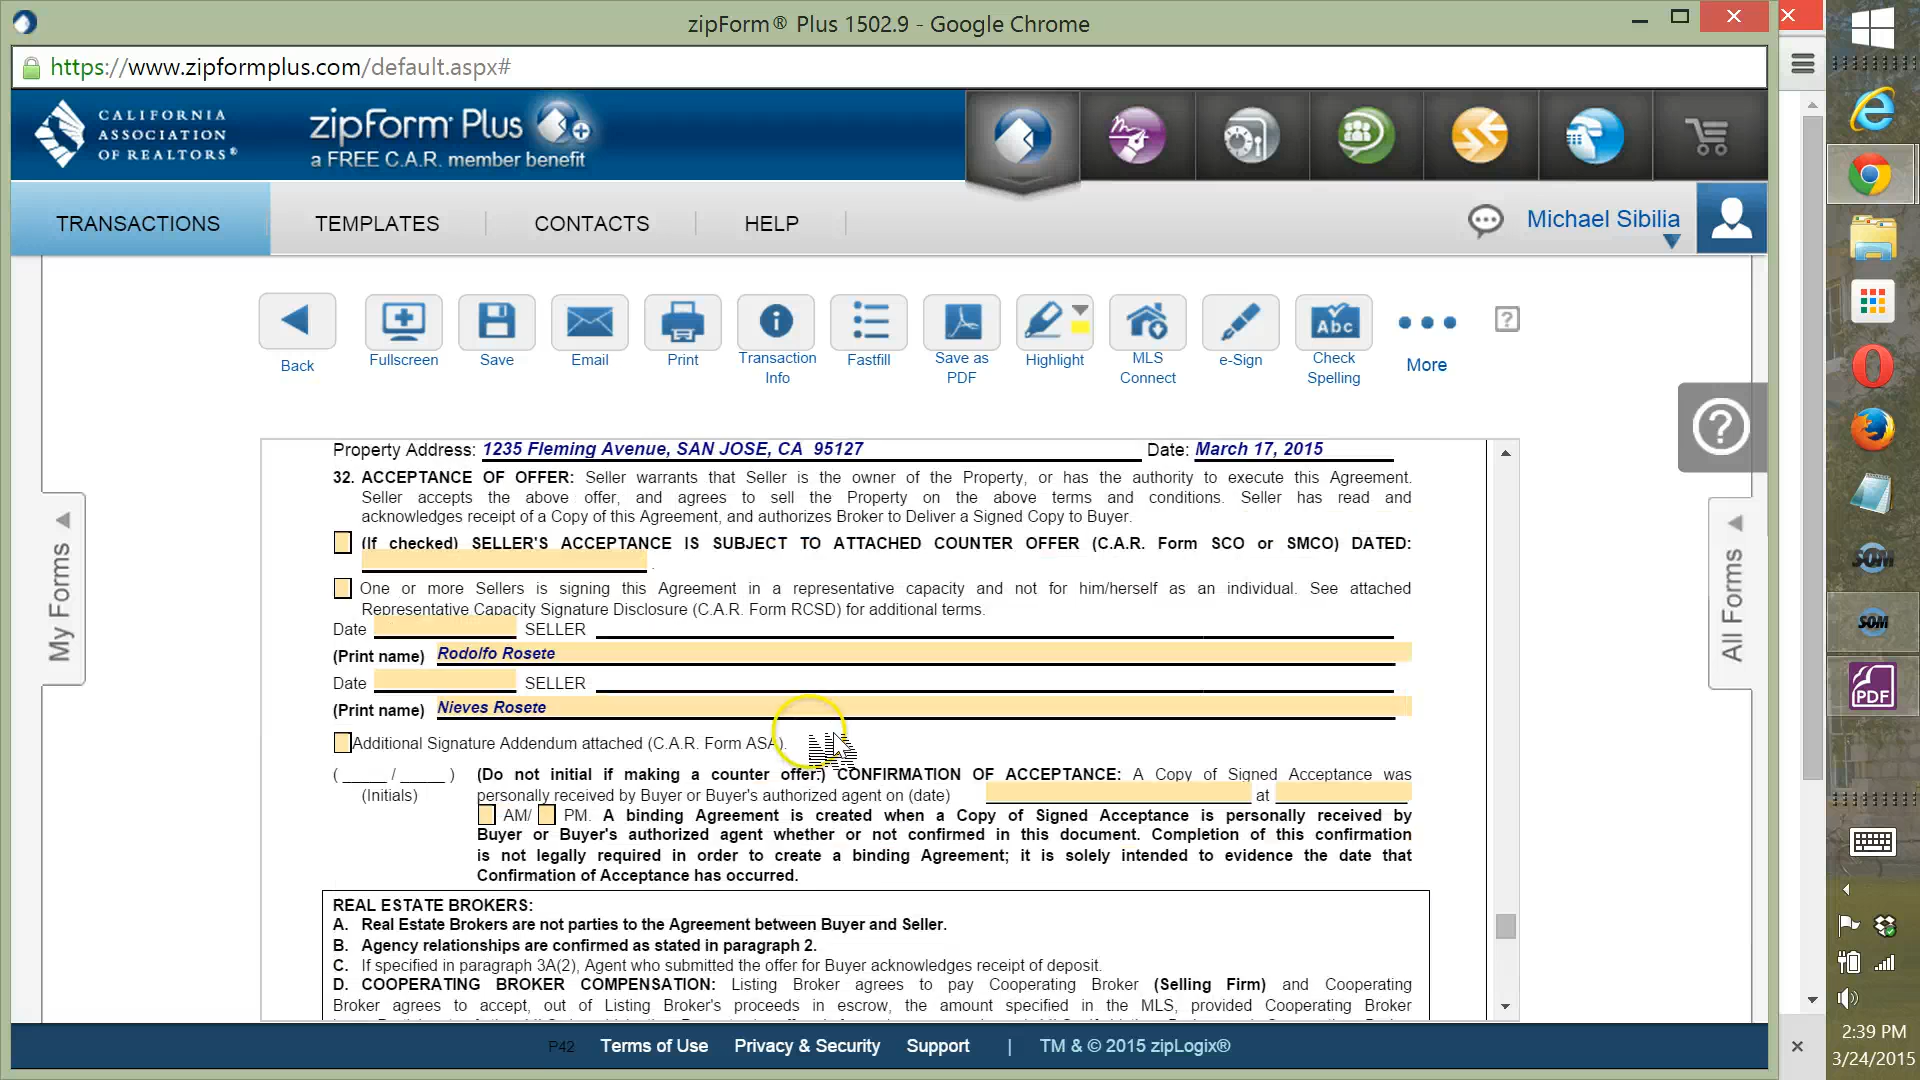 zipForm® Plus 1502.9 - Google Chrome
https://www.zipformplus.com/default.aspx#
CALIFORNIA
ASSOCIATION
OF REALTORS®
zipForm® Plus
a FREE C.A.R. member benefit
TRANSACTIONS
TEMPLATES
CONTACTS
HELP
Michael Sibilia
Back
Fullscreen
Save
Email
Print
Transaction
Info
Fastfill
Save as
PDF
Highlight
MLS
Connect
e-Sign
Abc
Check
Spelling
More
?
?
My Forms
All Forms
Property Address: 1235 Fleming Avenue, SAN JOSE, CA 95127 Date: March 17, 2015
32. ACCEPTANCE OF OFFER: Seller warrants that Seller is the owner of the Property, or has the authority to execute this Agreement.
Seller accepts the above offer, and agrees to sell the Property on the above terms and conditions. Seller has read and
acknowledges receipt of a Copy of this Agreement, and authorizes Broker to Deliver a Signed Copy to Buyer.
(If checked) SELLER'S ACCEPTANCE IS SUBJECT TO ATTACHED COUNTER OFFER (C.A.R. Form SCO or SMCO) DATED:
.
One or more Sellers is signing this Agreement in a representative capacity and not for him/herself as an individual. See attached
Representative Capacity Signature Disclosure (C.A.R. Form RCSD) for additional terms.
Date SELLER
(Print name) Rodolfo Rosete
Date SELLER
(Print name) Nieves Rosete
Additional Signature Addendum attached (C.A.R. Form ASA).
( _____ / _____ ) (Do not initial if making a counter offer.) CONFIRMATION OF ACCEPTANCE: A Copy of Signed Acceptance was
(Initials) personally received by Buyer or Buyer's authorized agent on (date) at
AM/ PM. A binding Agreement is created when a Copy of Signed Acceptance is personally received by
Buyer or Buyer's authorized agent whether or not confirmed in this document. Completion of this confirmation
is not legally required in order to create a binding Agreement; it is solely intended to evidence the date that
Confirmation of Acceptance has occurred.
REAL ESTATE BROKERS:
A. Real Estate Brokers are not parties to the Agreement between Buyer and Seller.
B. Agency relationships are confirmed as stated in paragraph 2.
C. If specified in paragraph 3A(2), Agent who submitted the offer for Buyer acknowledges receipt of deposit.
D. COOPERATING BROKER COMPENSATION: Listing Broker agrees to pay Cooperating Broker (Selling Firm) and Cooperating
Broker agrees to accept, out of Listing Broker's proceeds in escrow, the amount specified in the MLS, provided Cooperating Broker
P42
Terms of Use
Privacy & Security
Support
|
TM & © 2015 zipLogix®
SOM
SOM
PDF
2:39 PM
3/24/2015